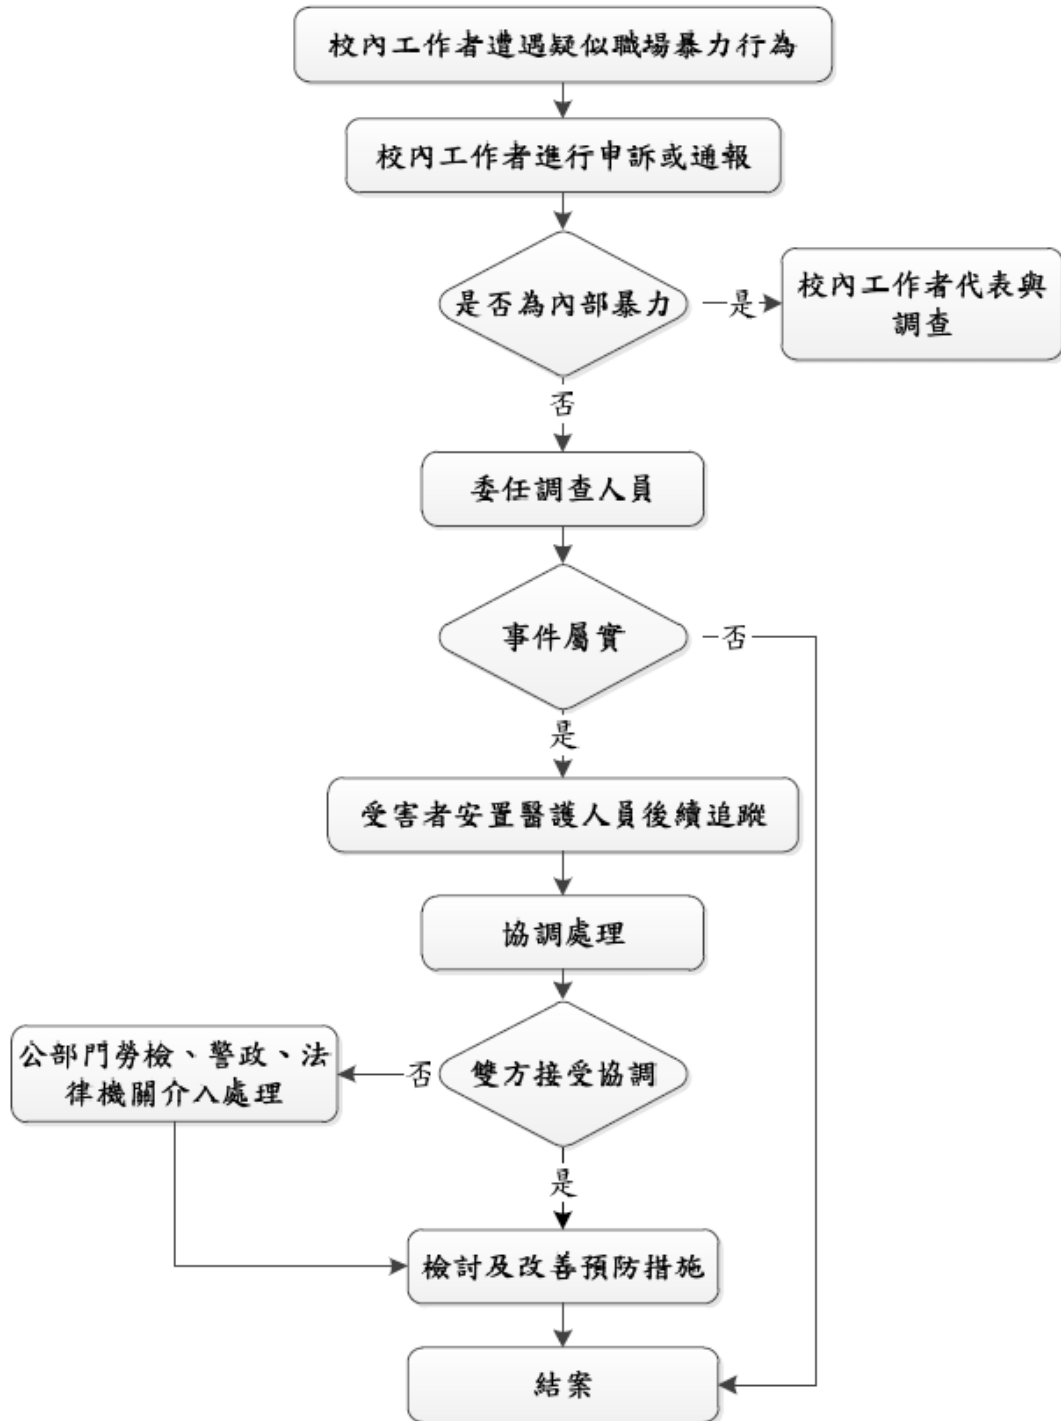 校內工作者遭遇疑似職場暴力行為
校內工作者進行申訴或通報
是否為內部暴力
是
校內工作者代表與
調查
否
委任調查人員
事件屬實
否
是
受害者安置醫護人員後續追蹤
協調處理
雙方接受協調
否
公部門勞檢、警政、法
律機關介入處理
是
檢討及改善預防措施
結案